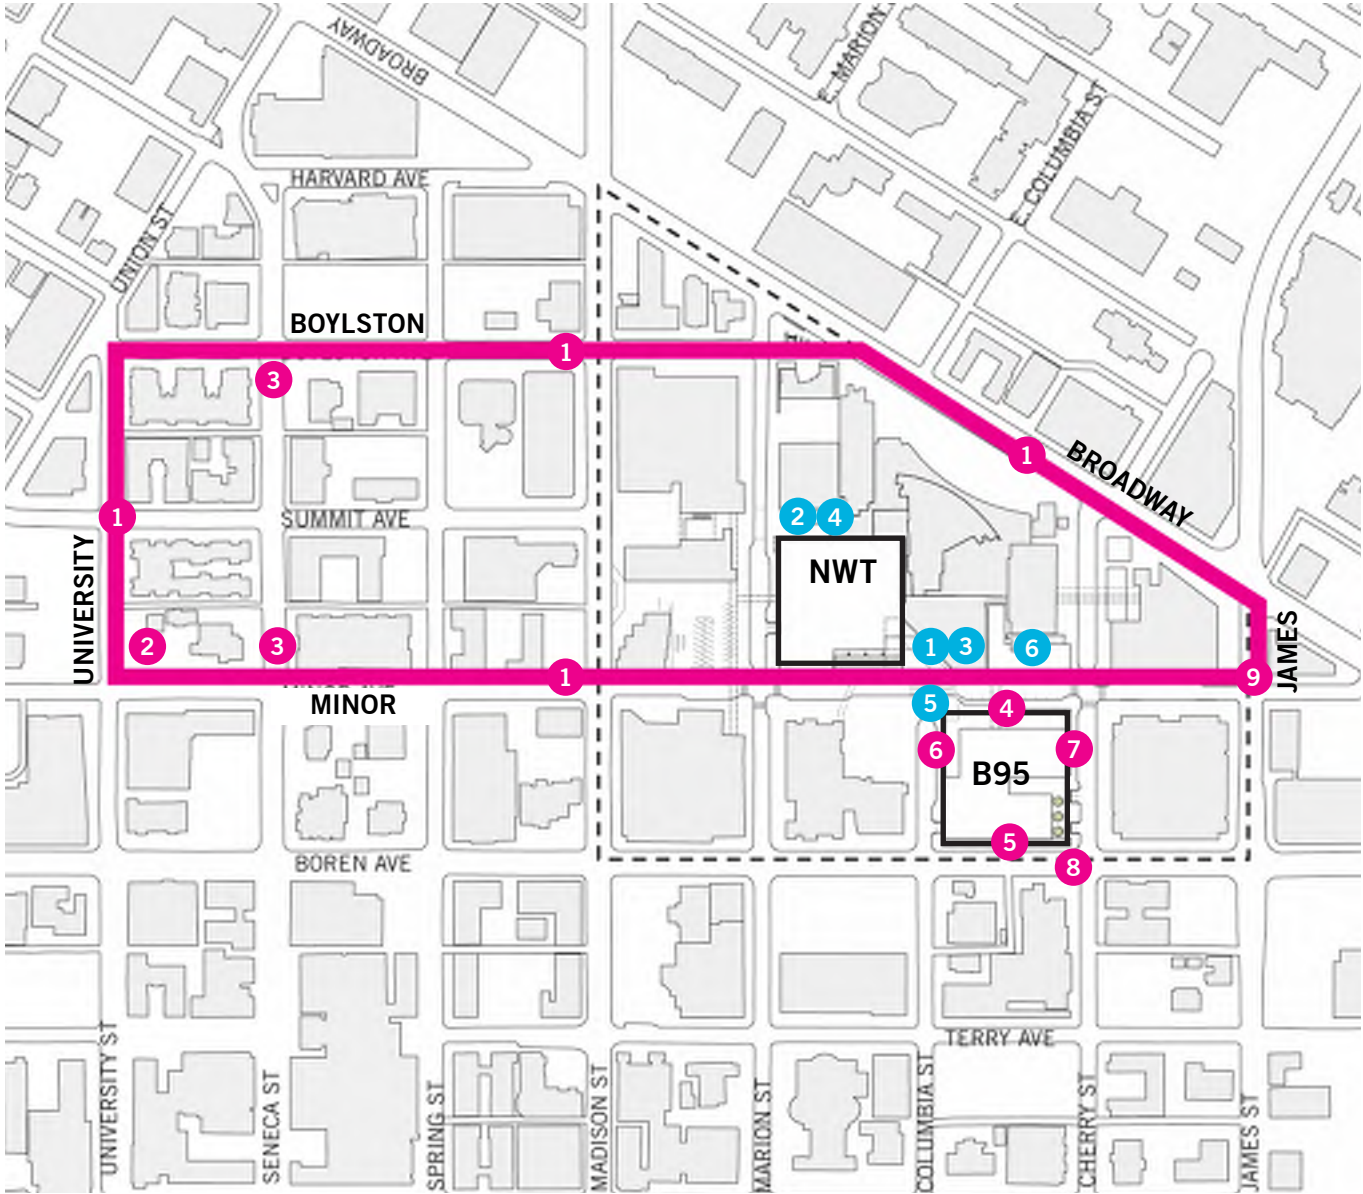 BROADWAY
E. MARION
E. COLUMBIA ST
HARVARD AVE
UNION ST
BOYLSTON
1
3
1
BROADWAY
1
SUMMIT AVE
2
4
NWT
UNIVERSITY
2
3
1
3
6
JAMES
1
9
MINOR
5
4
6
7
B95
5
BOREN AVE
8
TERRY AVE
UNIVERSITY ST
SENECA ST
SPRING ST
MADISON ST
MARION ST
COLUMBIA ST
CHERRY ST
JAMES ST